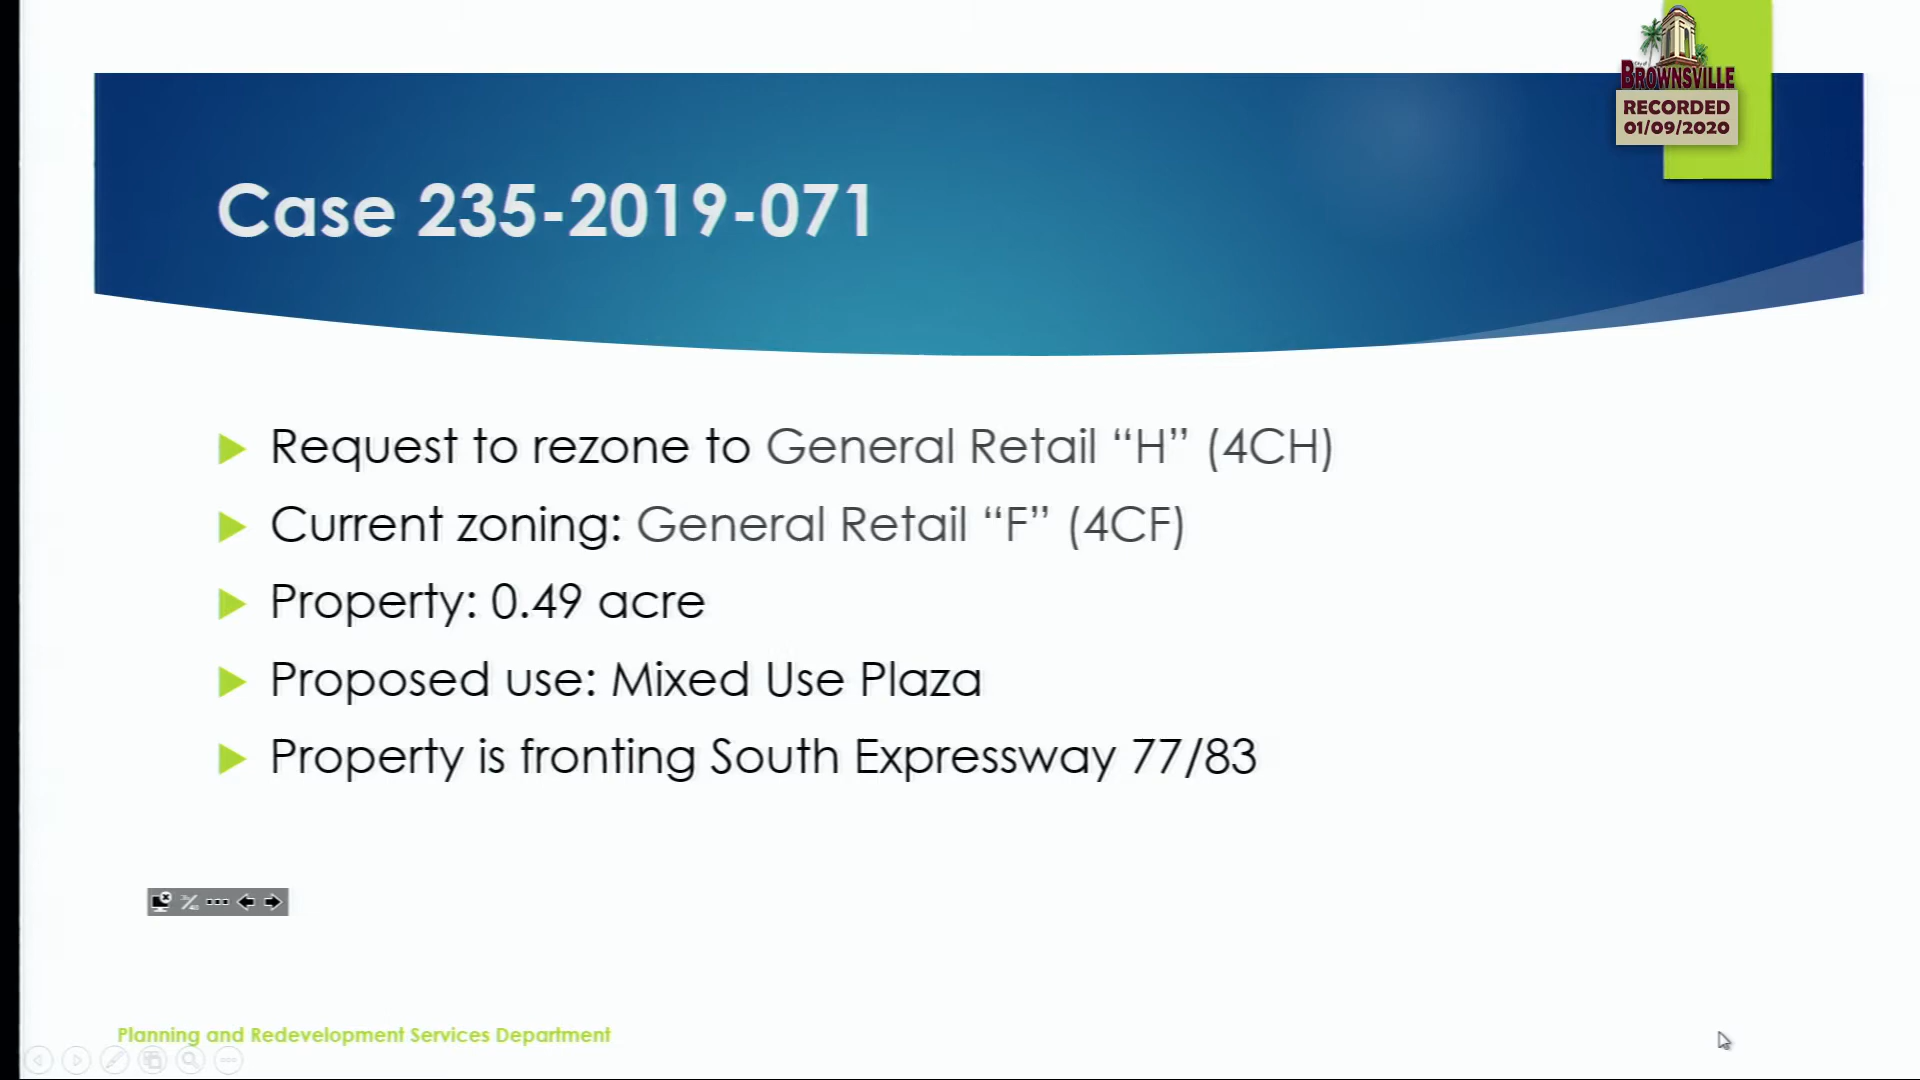 City of
BROWNSVILLE
RECORDED
01/09/2020
Case 235-2019-071
Request to rezone to General Retail “H” (4CH)
Current zoning: General Retail “F” (4CF)
Property: 0.49 acre
Proposed use: Mixed Use Plaza
Property is fronting South Expressway 77/83
Planning and Redevelopment Services Department